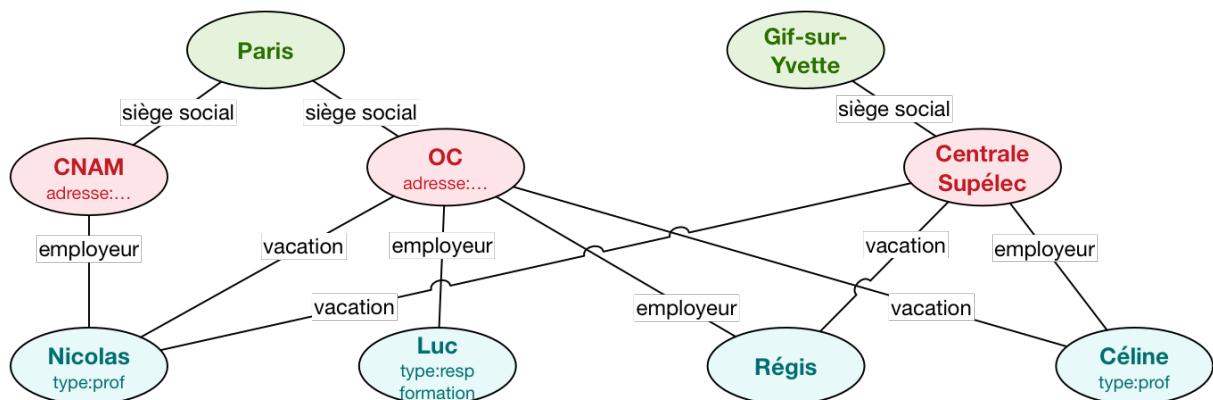 Paris
Gif-sur-
Yvette
siège social
siège social
siège social
CNAM
adresse:...
OC
adresse:...
Centrale
Supélec
employeur
vacation
employeur
vacation
employeur
vacation
employeur
vacation
Nicolas
type:prof
Luc
type:resp
formation
Régis
Céline
type:prof